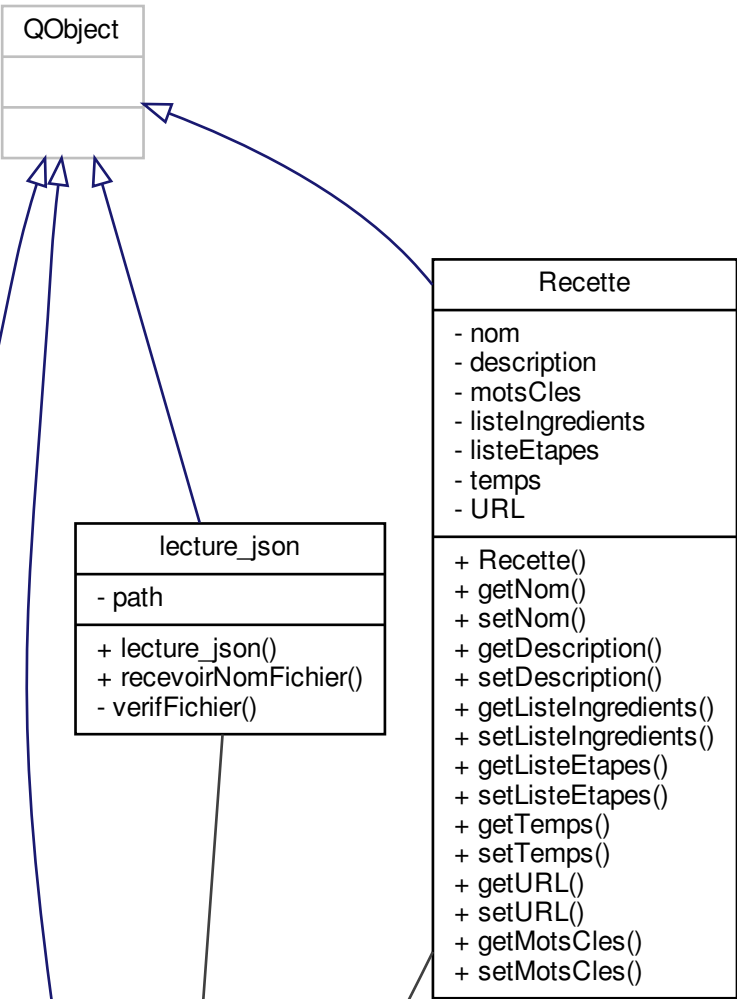 QObject
Recette
- nom
- description
- motsCles
- listeIngredients
- listeEtapes
- temps
- URL
+ Recette()
+ getNom()
+ setNom()
+ getDescription()
+ setDescription()
+ getListeIngredients()
+ setListeIngredients()
+ getListeEtapes()
+ setListeEtapes()
+ getTemps()
+ setTemps()
+ getURL()
+ setURL()
+ getMotsCles()
+ setMotsCles()
lecture_json
- path
+ lecture_json()
+ recevoirNomFichier()
- verifFichier()